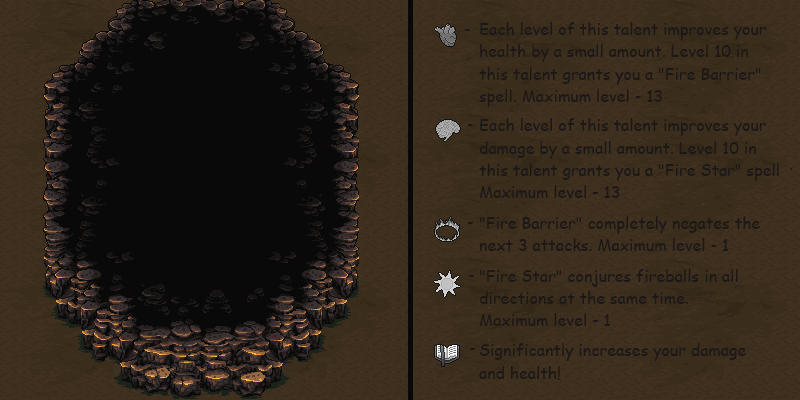 - Each level of this talent improves your
health by a small amount. Level 10 in
this talent grants you a "Fire Barrier"
spell. Maximum level - 13
- Each level of this talent improves your
damage by a small amount. Level 10 in
this talent grants you a "Fire Star" spell
Maximum level - 13
- "Fire Barrier" completely negates the
next 3 attacks. Maximum level - 1
- "Fire Star" conjures fireballs in all
directions at the same time.
Maximum level - 1
- Significantly increases your damage
and health!